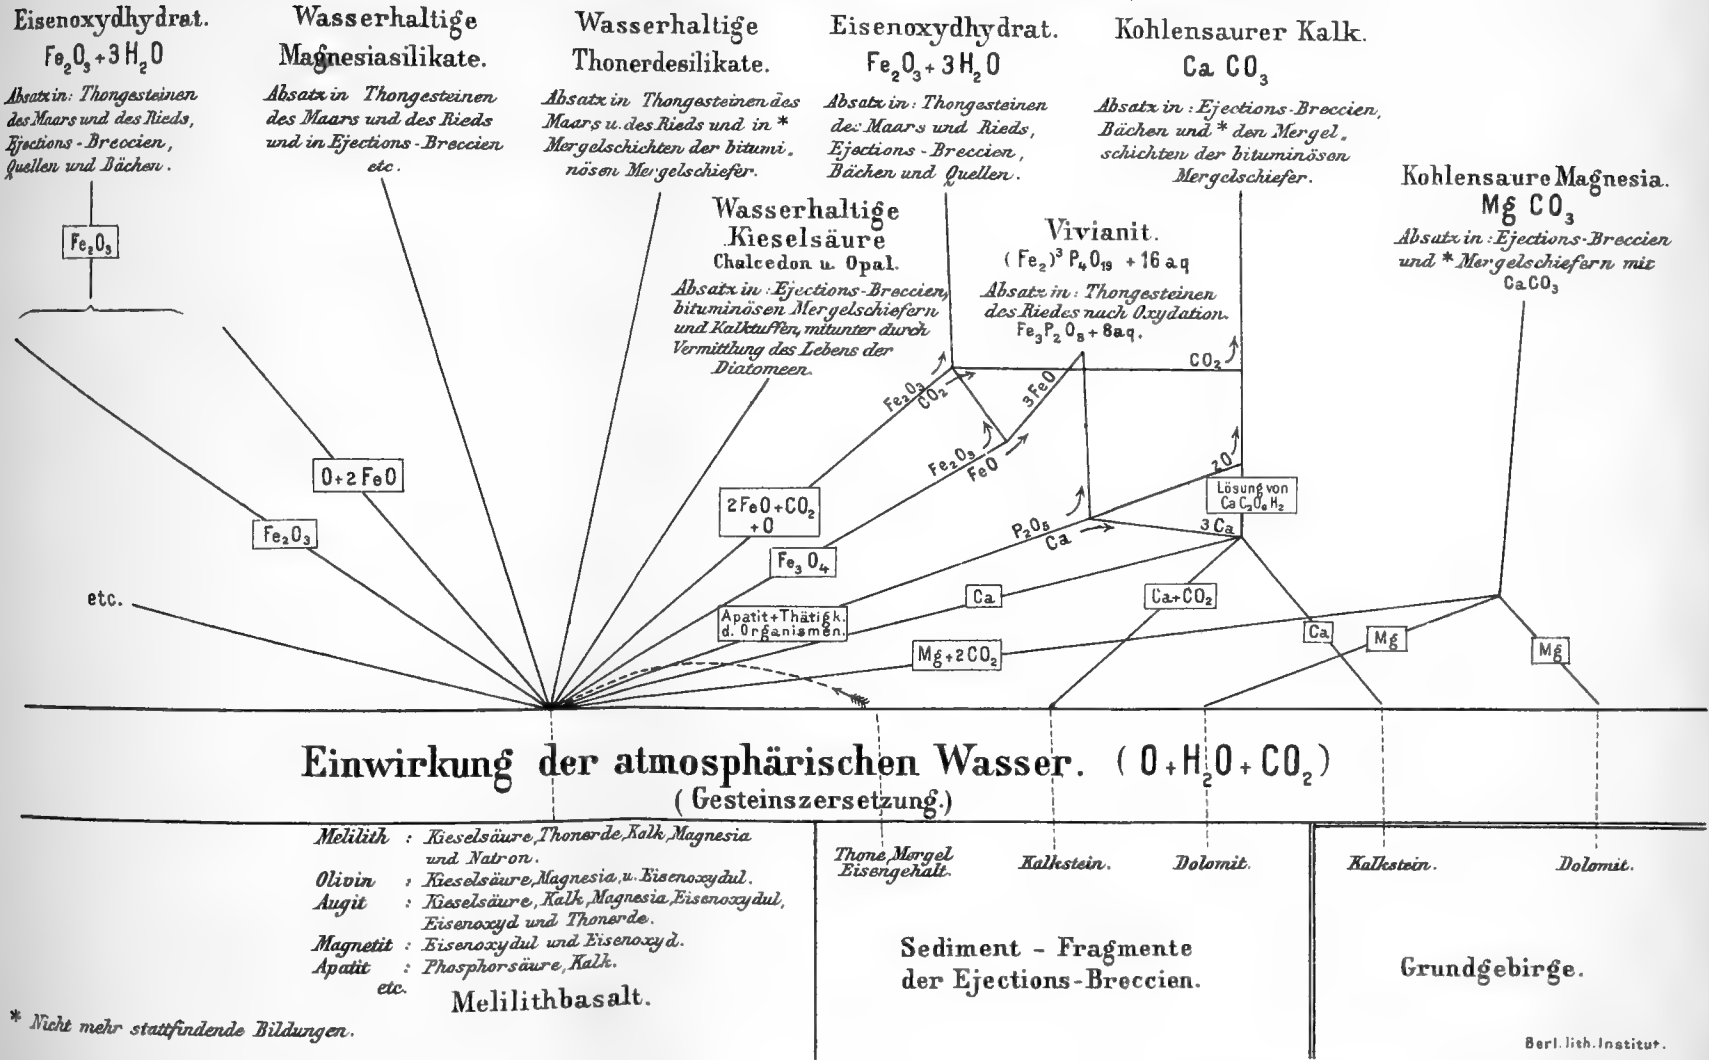 Eisenoxydhydrat.
Fe₂O₃+3H₂O
Absatz in: Thongesteinen
des Maars und des Rieds,
Ejections-Breccien,
Quellen und Bächen.
Fe₂O₃
Wasserhaltige
Magnesiasilikate.
Absatz in Thongesteinen
des Maars und des Rieds
und in Ejections-Breccien
etc.
Wasserhaltige
Thonerdesilikate.
Absatz in Thongesteinen des
Maars u. des Rieds und in *
Mergelschichten der bitumi-
nösen Mergelschiefer.
Eisenoxydhydrat.
Fe₂O₃+3H₂O
Absatz in: Thongesteinen
des Maars und Rieds,
Ejections-Breccien,
Bächen und Quellen.
Kohlensaurer Kalk.
Ca CO₃
Absatz in: Ejections-Breccien,
Bächen und * den Mergel-
schichten der bituminösen
Mergelschiefer.
Kohlensaure Magnesia.
Mg CO₃
Absatz in: Ejections-Breccien
und * Mergelschiefern mit
CaCO₃
Wasserhaltige
Kieselsäure
Chalcedon u. Opal.
Absatz in: Ejections-Breccien,
bituminösen Mergelschiefern
und Kalktuffen, mitunter durch
Vermittlung des Lebens der
Diatomeen.
Vivianit.
(Fe₂)³ P₄O₁₉ + 16 aq
Absatz in: Thongesteinen
des Riedes nach Oxydation.
Fe₃P₂O₈+8aq.
CO₂
Fe₂O₃
CO₂
3FeO
Fe₂O₃
FeO
2O
O+2FeO
2FeO+CO₂
+O
Lösung von
CaC₂O₆H₂
Fe₂O₃
P₂O₅
Ca
3Ca
Fe₃O₄
etc.
Ca
Ca+CO₂
Apatit+Thätigk.
d. Organismen.
Ca
Mg
Mg
Mg+2CO₂
Einwirkung der atmosphärischen Wasser. (O+H₂O+CO₂)
(Gesteinszersetzung.)
Melilith : Kieselsäure, Thonerde, Kalk, Magnesia
und Natron.
Olivin : Kieselsäure, Magnesia, u. Eisenoxydul.
Augit : Kieselsäure, Kalk, Magnesia, Eisenoxydul,
Eisenoxyd und Thonerde.
Magnetit : Eisenoxydul und Eisenoxyd.
Apatit : Phosphorsäure, Kalk.
etc.
Melilithbasalt.
Thone, Mergel
Eisengehalt.
Kalkstein.
Dolomit.
Sediment - Fragmente
der Ejections-Breccien.
Kalkstein.
Dolomit.
Grundgebirge.
* Nicht mehr stattfindende Bildungen.
Berl. lith. Institut.